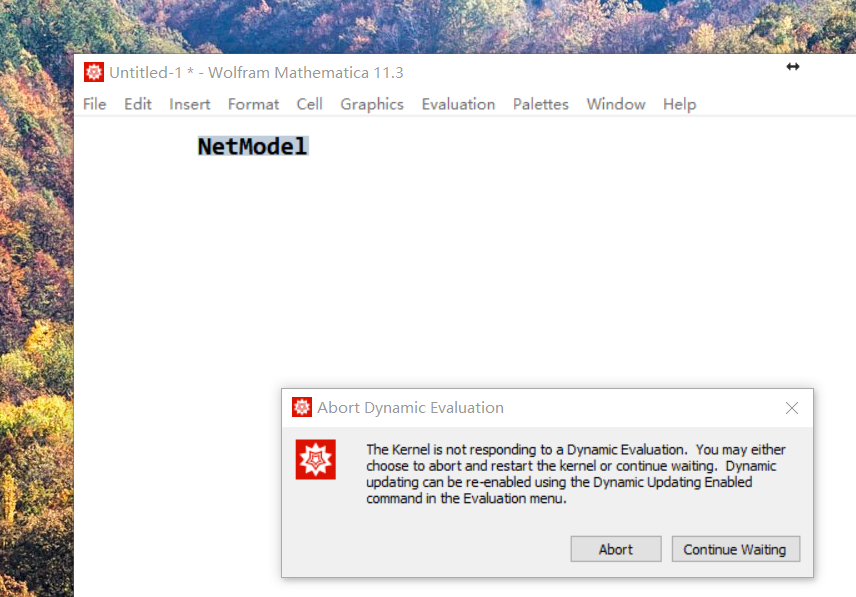 Untitled-1 * - Wolfram Mathematica 11.3
File Edit Insert Format Cell Graphics Evaluation Palettes Window Help
NetModel
Abort Dynamic Evaluation
The Kernel is not responding to a Dynamic Evaluation. You may either
choose to abort and restart the kernel or continue waiting. Dynamic
updating can be re-enabled using the Dynamic Updating Enabled
command in the Evaluation menu.
Abort Continue Waiting